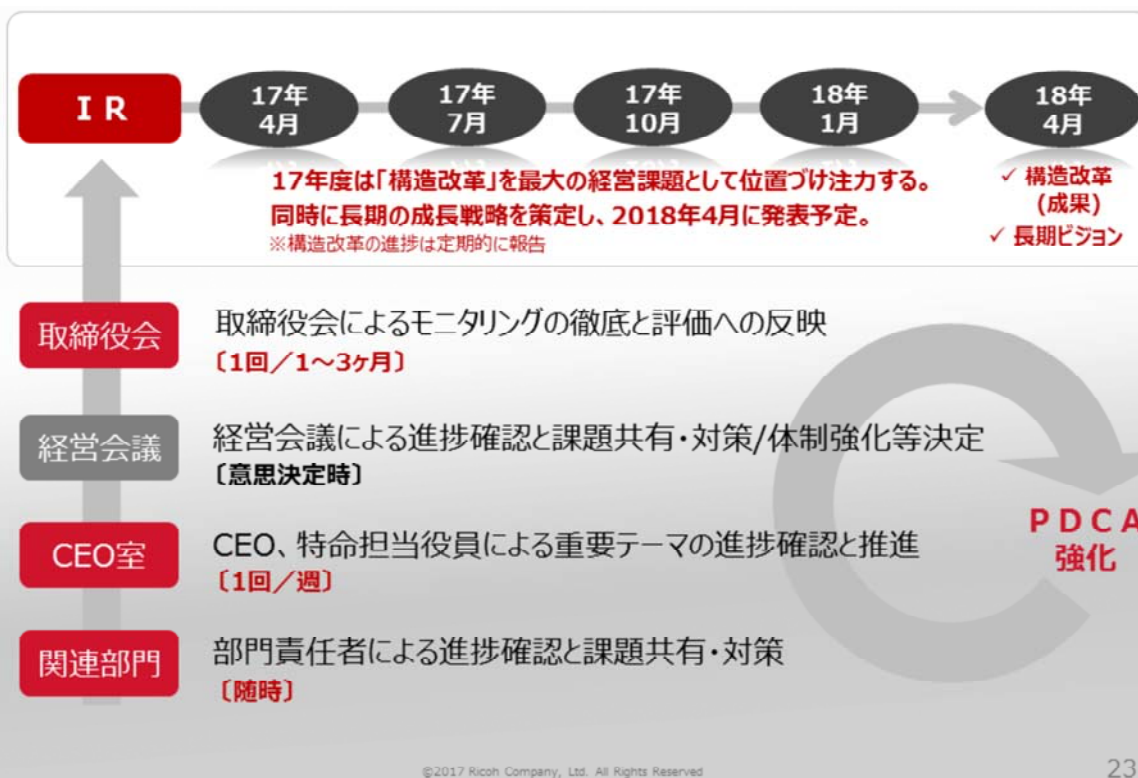 IR
17年
4月
17年
7月
17年
10月
18年
1月
18年
4月
17年度は「構造改革」を最大の経営課題として位置づけ注力する。
同時に長期の成長戦略を策定し、2018年4月に発表予定。
※構造改革の進捗は定期的に報告
✓ 構造改革
(成果)
✓ 長期ビジョン
取締役会
取締役会によるモニタリングの徹底と評価への反映
〔1回／1～3ヶ月〕
経営会議
経営会議による進捗確認と課題共有・対策/体制強化等決定
〔意思決定時〕
CEO室
CEO、特命担当役員による重要テーマの進捗確認と推進
〔1回／週〕
関連部門
部門責任者による進捗確認と課題共有・対策
〔随時〕
PDCA
強化
©2017 Ricoh Company, Ltd. All Rights Reserved
23